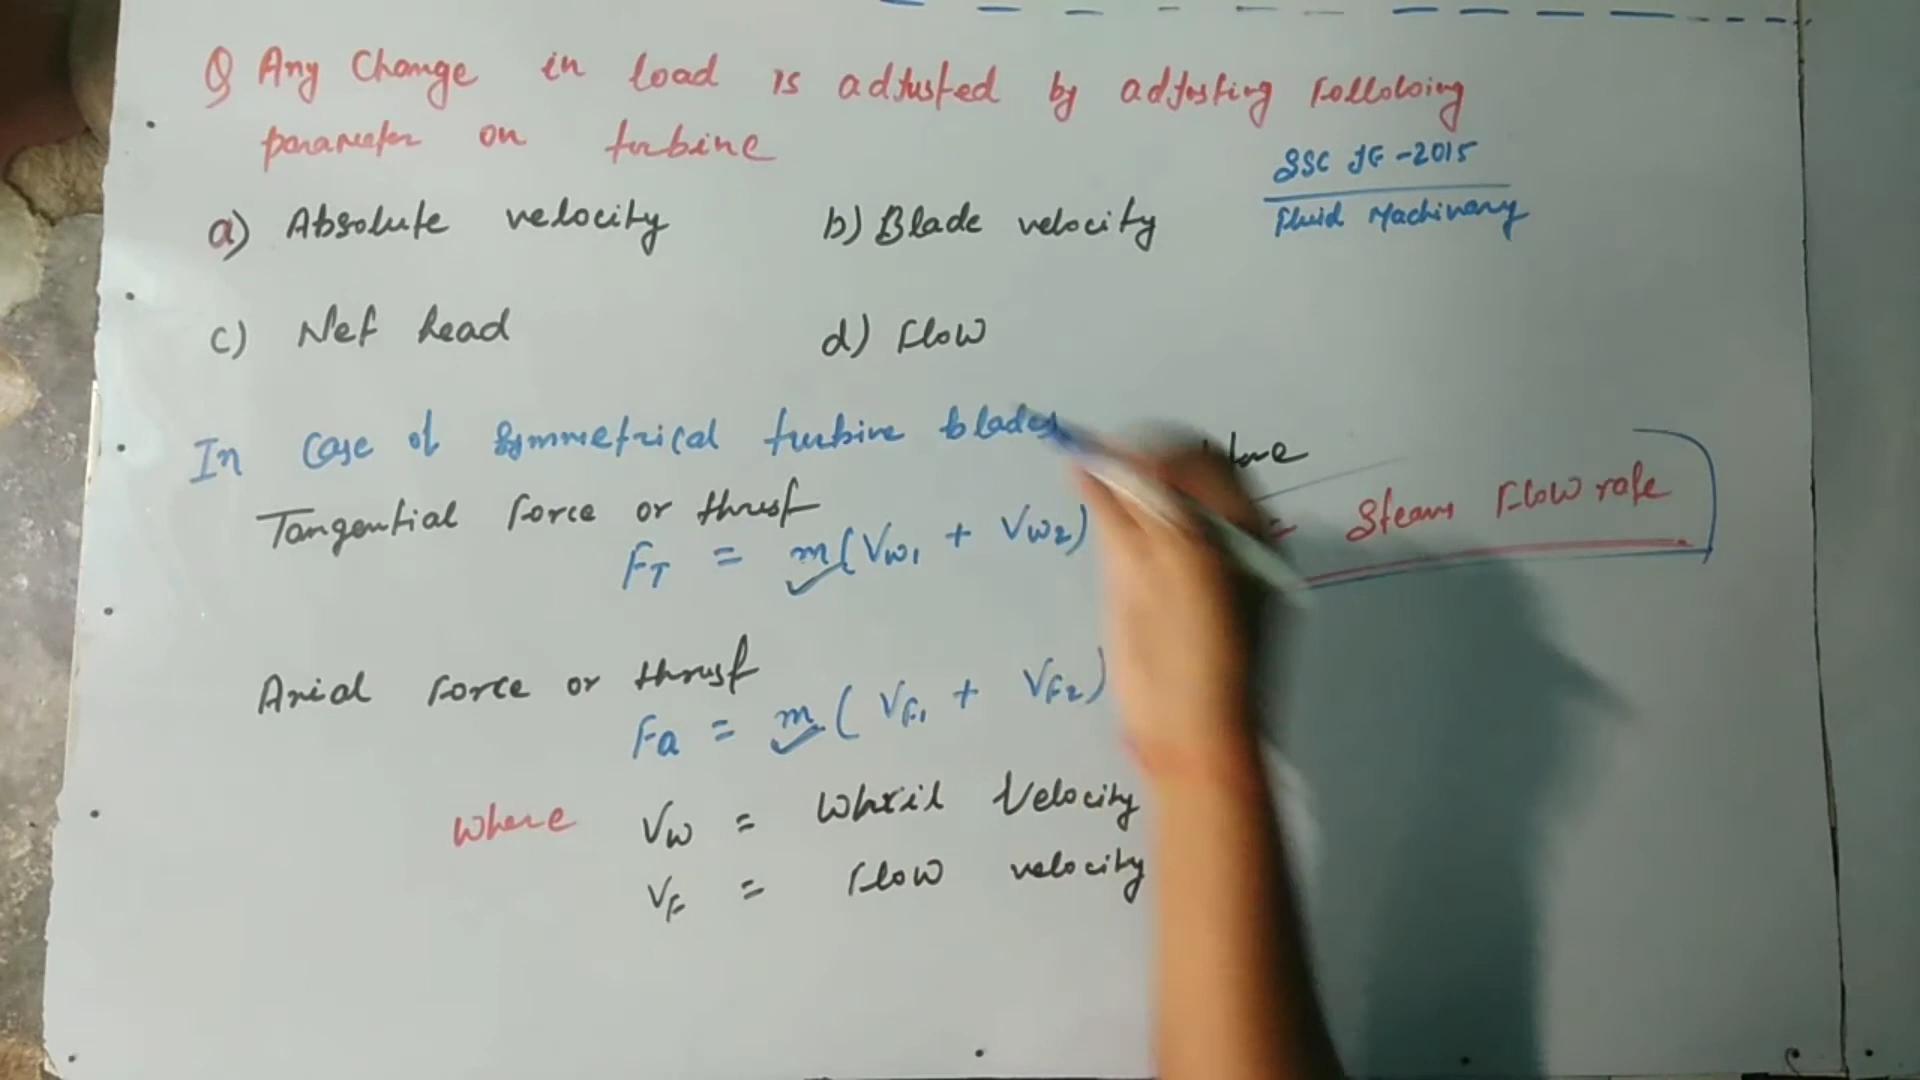 Q Any Change in load is adjusted by adjusting following
parameter on turbine
SSC JE -2015
Fluid Machinary
a) Absolute velocity b) Blade velocity
c) Net head d) Flow
In Case of Symmetrical turbine blades
Tangential Force or thrust
FT = m(Vw1 + Vw2)
= Steam Flow rate
Axial Force or thrust
Fa = m(VF1 + VF2)
where Vw = Whril Velocity
VF = Flow velocity